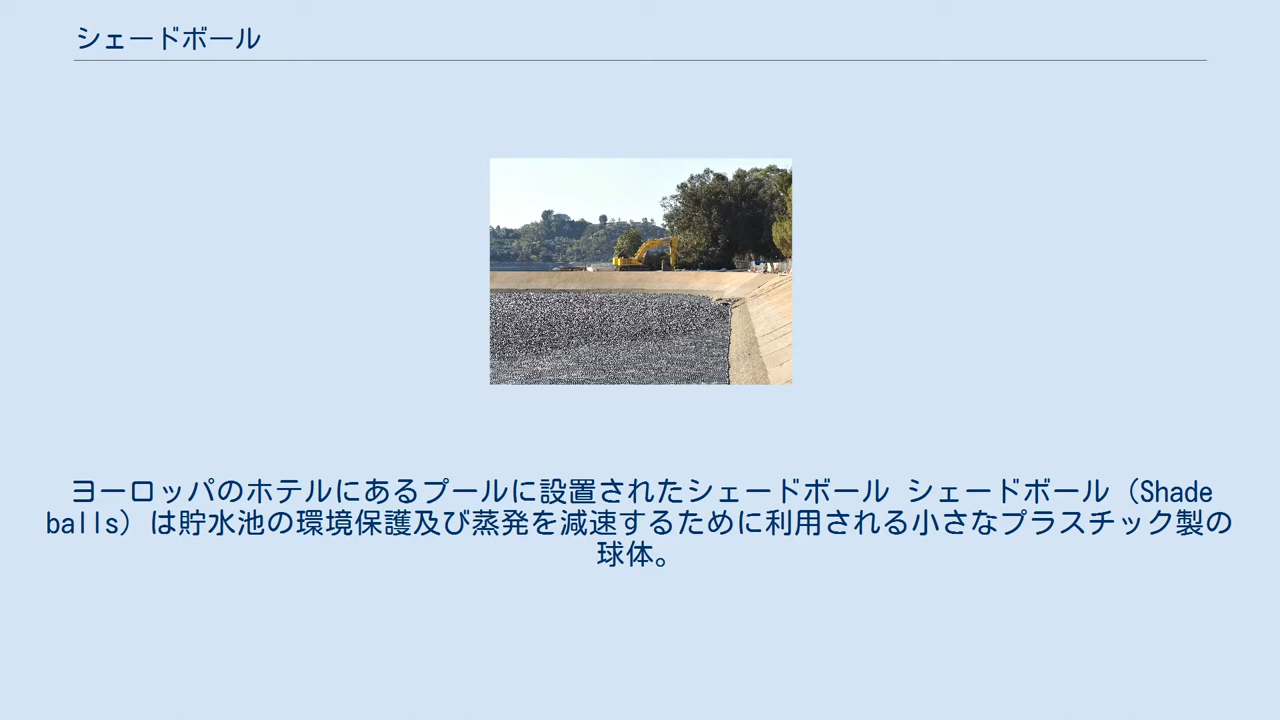 シェードボール
ヨーロッパのホテルにあるプールに設置されたシェードボール シェードボール（Shade
balls）は貯水池の環境保護及び蒸発を減速するために利用される小さなプラスチック製の
球体。